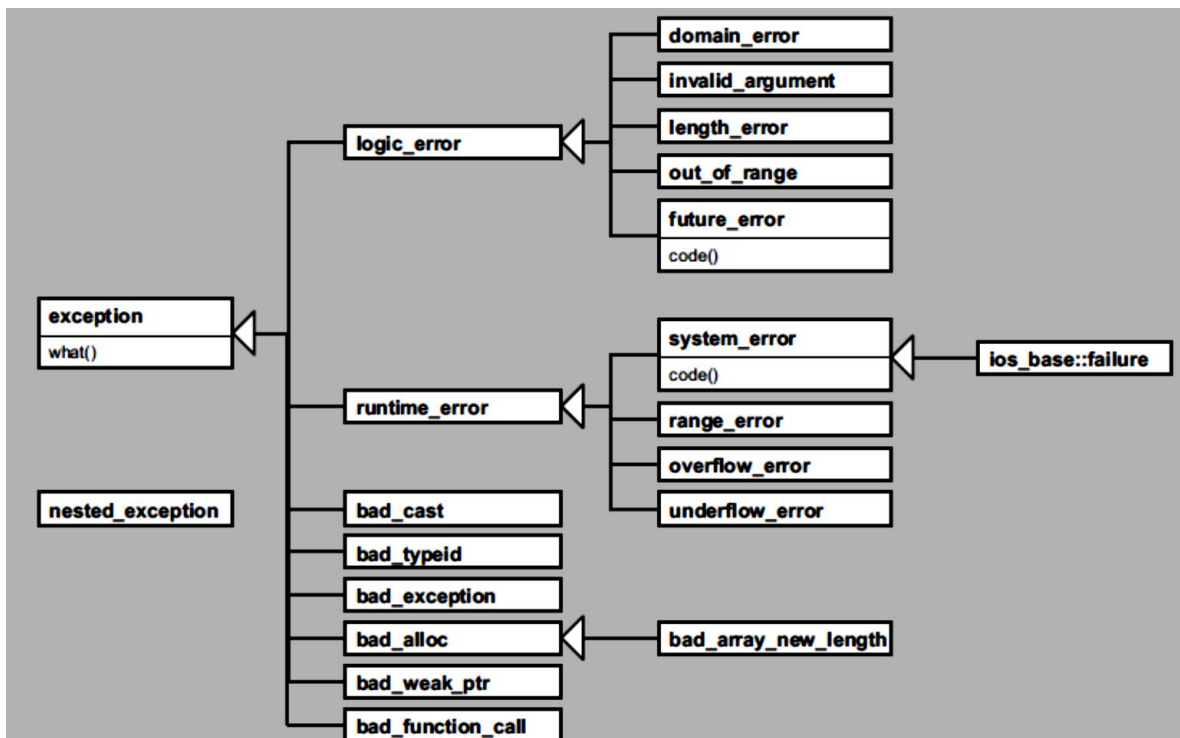 domain_error
invalid_argument
length_error
out_of_range
future_error
code()
logic_error
exception
what()
system_error
code()
ios_base::failure
runtime_error
range_error
overflow_error
underflow_error
nested_exception
bad_cast
bad_typeid
bad_exception
bad_alloc
bad_array_new_length
bad_weak_ptr
bad_function_call